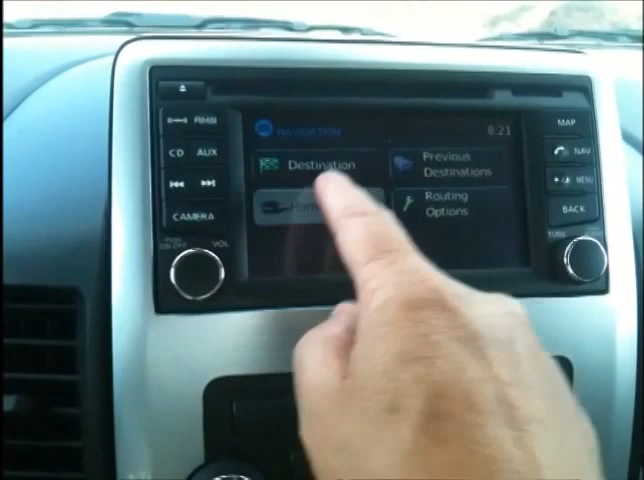 NAVIGATION
8:21
Destination
Previous
Destinations
Routing
Options
CD AUX
CAMERA
PUSH
ON·OFF
VOL
MAP
NAV
MENU
BACK
TUNE